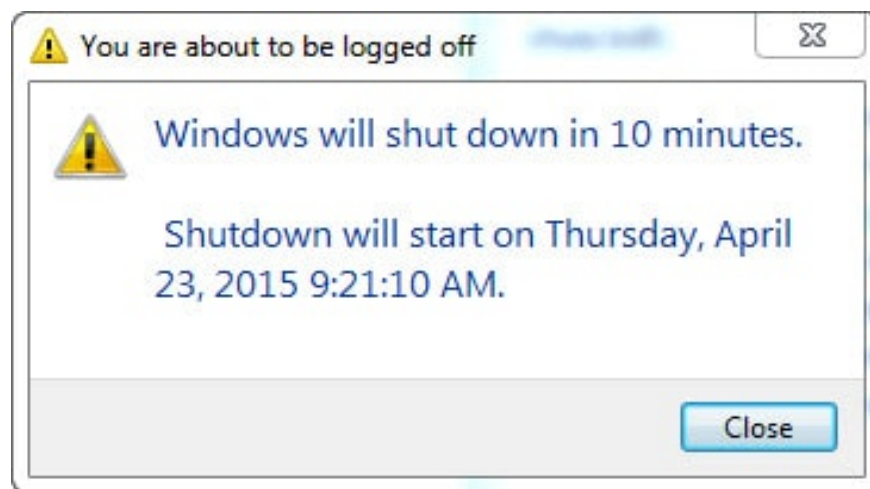 You are about to be logged off
Windows will shut down in 10 minutes.
Shutdown will start on Thursday, April
23, 2015 9:21:10 AM.
Close